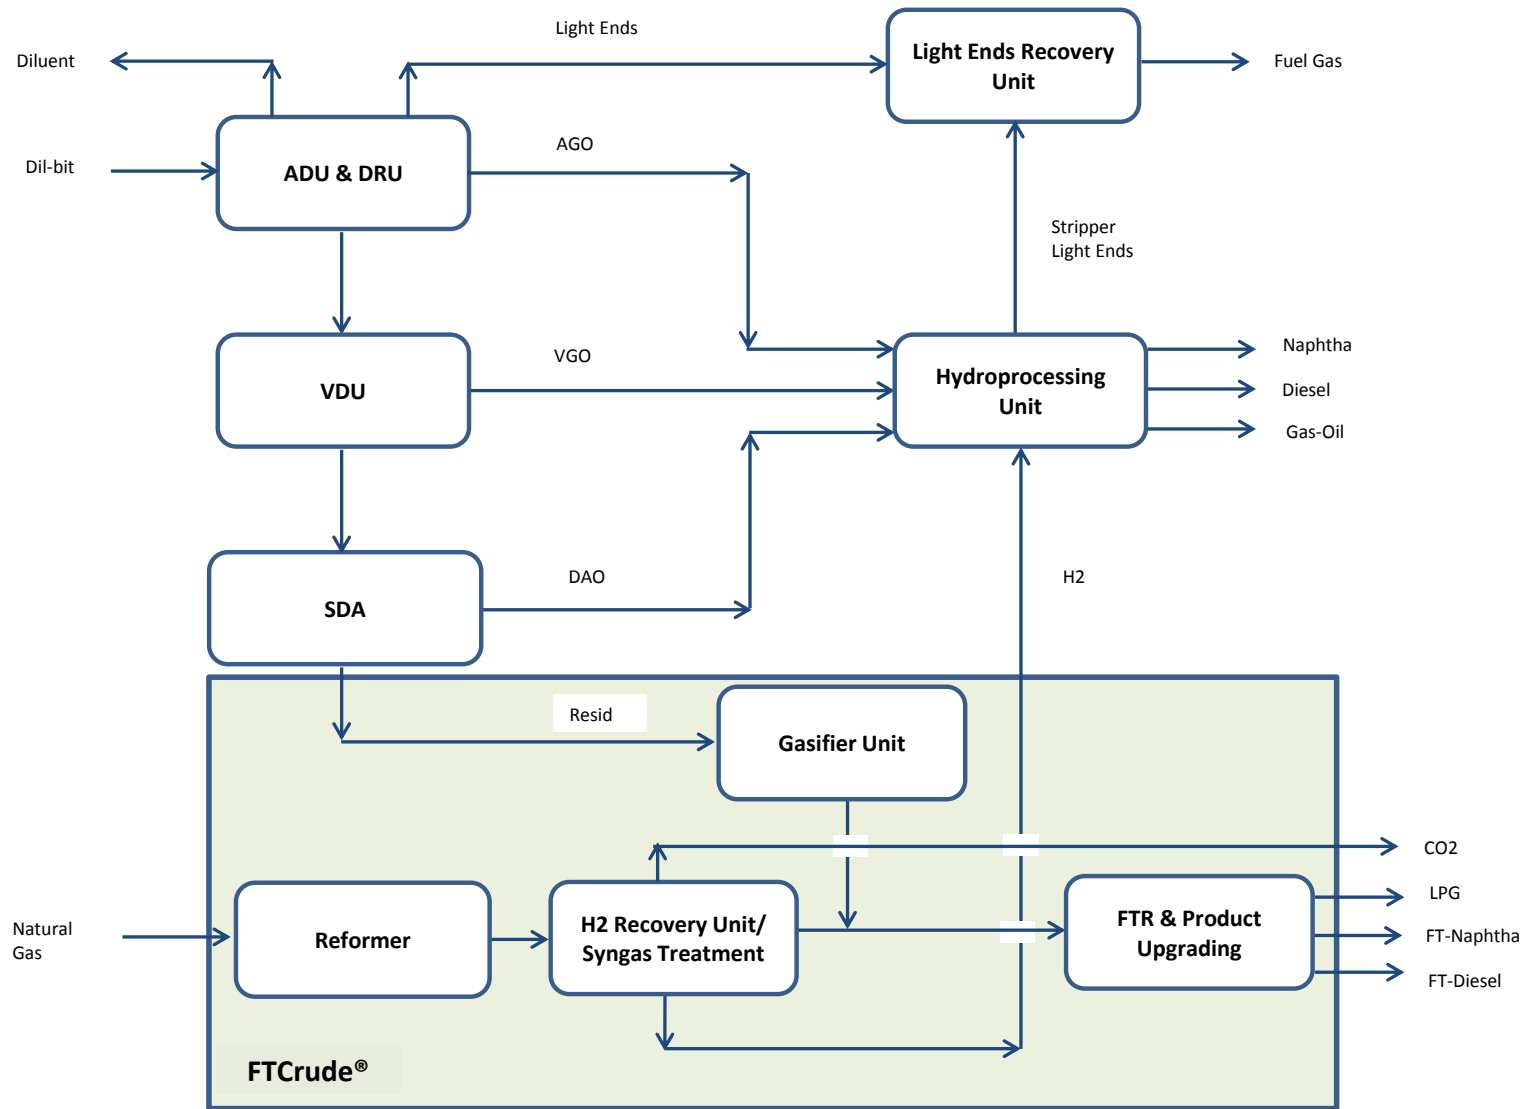 Light Ends
Diluent
Light Ends Recovery
Unit
Fuel Gas
Dil-bit
ADU & DRU
AGO
Stripper
Light Ends
VDU
VGO
Hydroprocessing
Unit
Naphtha
Diesel
Gas-Oil
SDA
DAO
H2
Resid
Gasifier Unit
CO2
Natural
Gas
Reformer
H2 Recovery Unit/
Syngas Treatment
FTR & Product
Upgrading
LPG
FT-Naphtha
FT-Diesel
FTCrude®